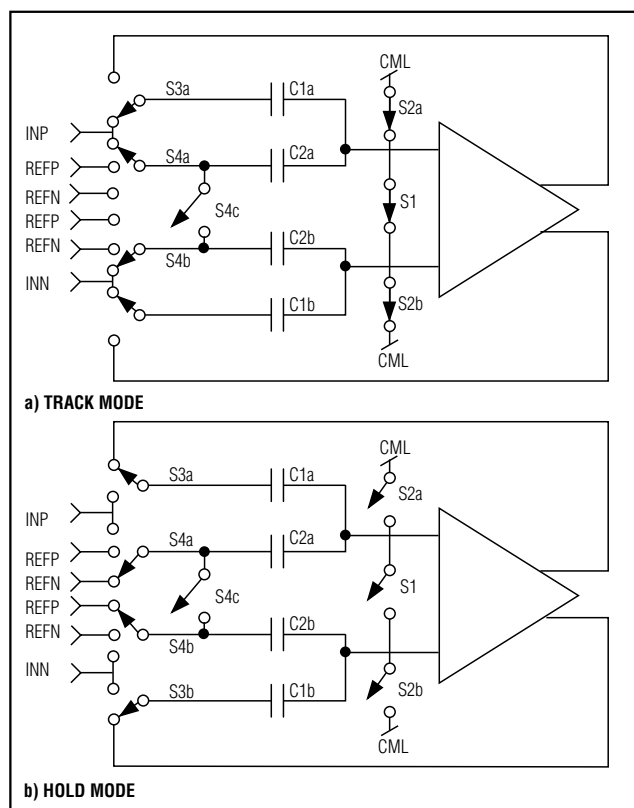 CML
S3a
C1a
S2a
INP
REFP
S4a
C2a
REFN
REFP
S4c
S1
REFN
S4b
C2b
INN
S2b
C1b
CML
a) TRACK MODE
CML
S3a
C1a
S2a
INP
REFP
S4a
C2a
REFN
REFP
S4c
S1
REFN
S4b
C2b
INN
S3b
C1b
S2b
CML
b) HOLD MODE